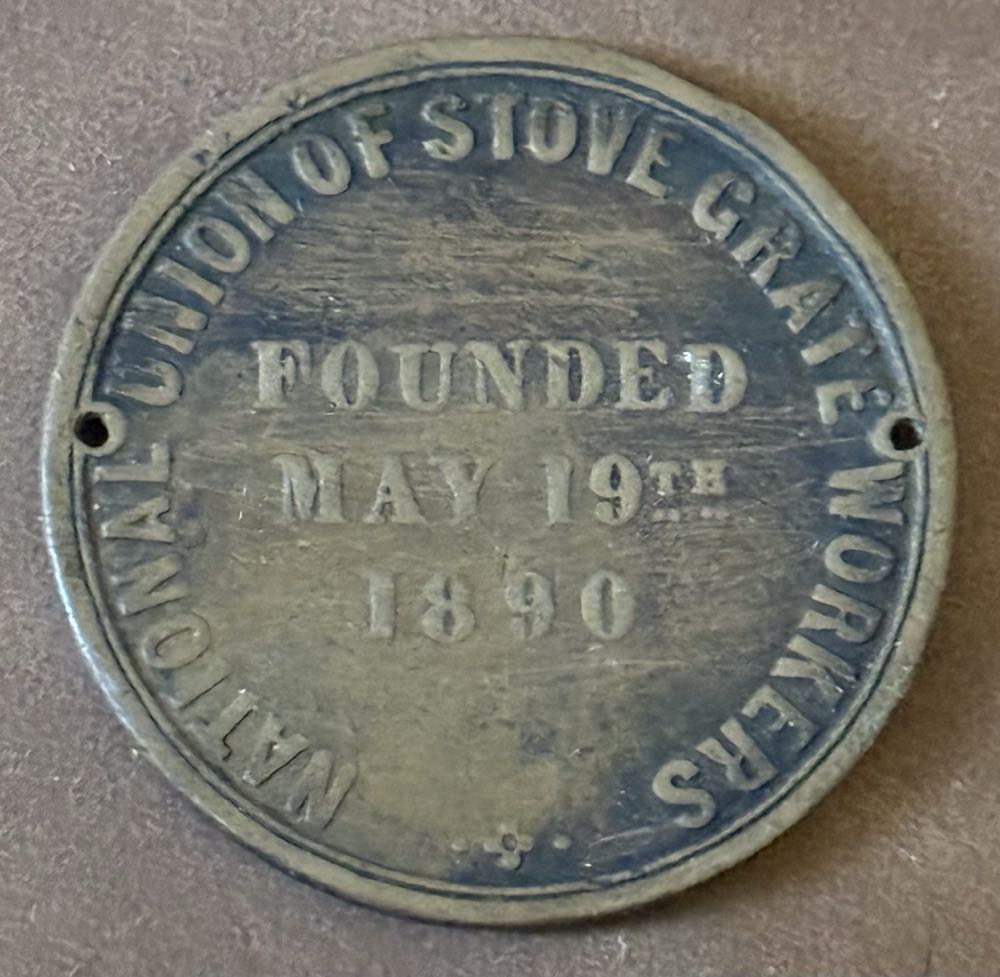 NATIONAL UNION OF STOVE GRATE WORKERS
FOUNDED
MAY 19TH
1890